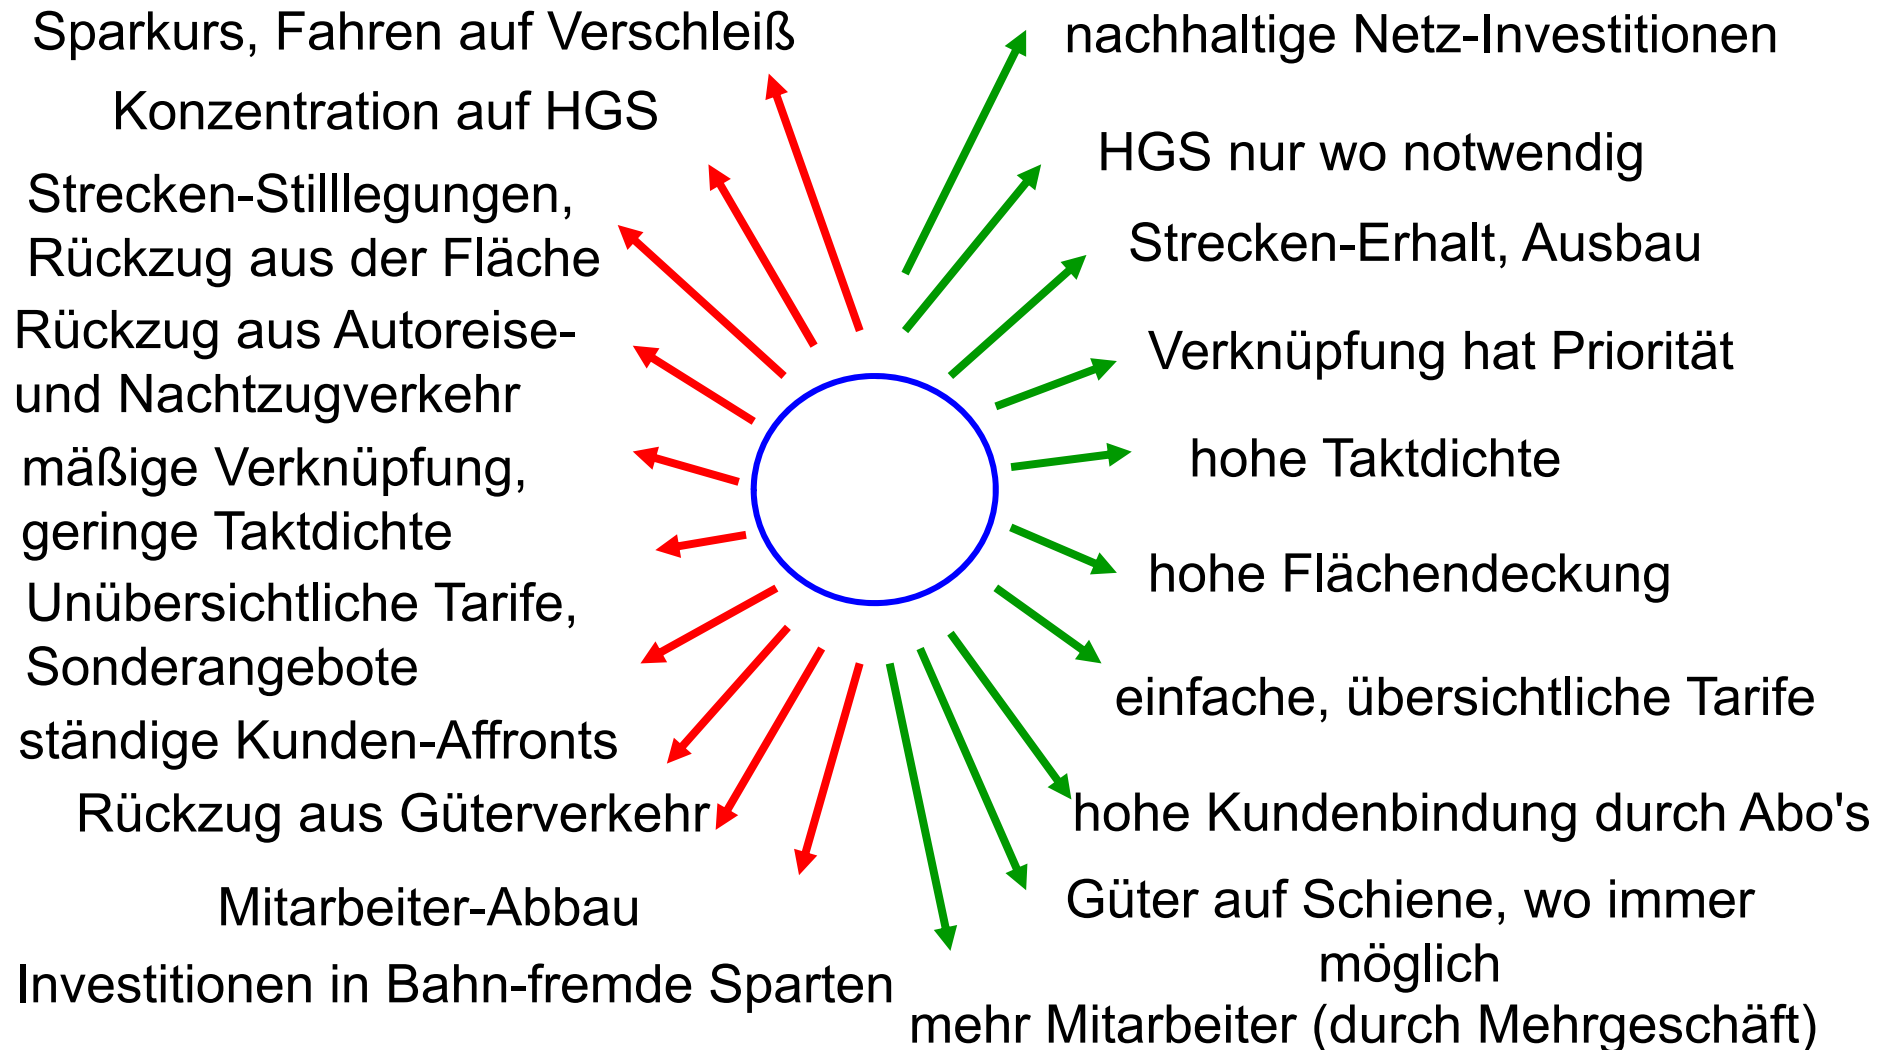 Sparkurs, Fahren auf Verschleiß
Konzentration auf HGS
Strecken-Stilllegungen,
Rückzug aus der Fläche
Rückzug aus Autoreise-
und Nachtzugverkehr
mäßige Verknüpfung,
geringe Taktdichte
Unübersichtliche Tarife,
Sonderangebote
ständige Kunden-Affronts
Rückzug aus Güterverkehr
Mitarbeiter-Abbau
Investitionen in Bahn-fremde Sparten
nachhaltige Netz-Investitionen
HGS nur wo notwendig
Strecken-Erhalt, Ausbau
Verknüpfung hat Priorität
hohe Taktdichte
hohe Flächendeckung
einfache, übersichtliche Tarife
hohe Kundenbindung durch Abo's
Güter auf Schiene, wo immer
möglich
mehr Mitarbeiter (durch Mehrgeschäft)